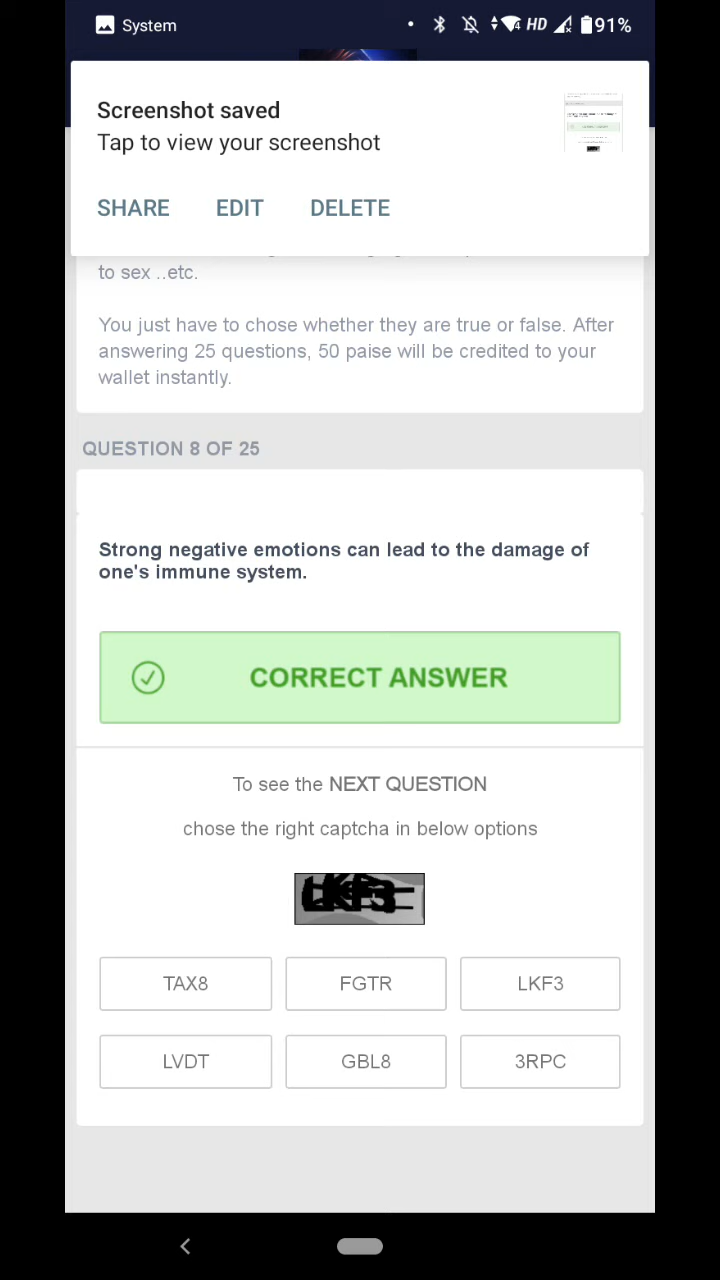 System
HD
91%
Screenshot saved
Tap to view your screenshot
SHARE EDIT DELETE
to sex ..etc.
You just have to chose whether they are true or false. After
answering 25 questions, 50 paise will be credited to your
wallet instantly.
QUESTION 8 OF 25
Strong negative emotions can lead to the damage of
one's immune system.
CORRECT ANSWER
To see the NEXT QUESTION
chose the right captcha in below options
TAX8 FGTR LKF3
LVDT GBL8 3RPC